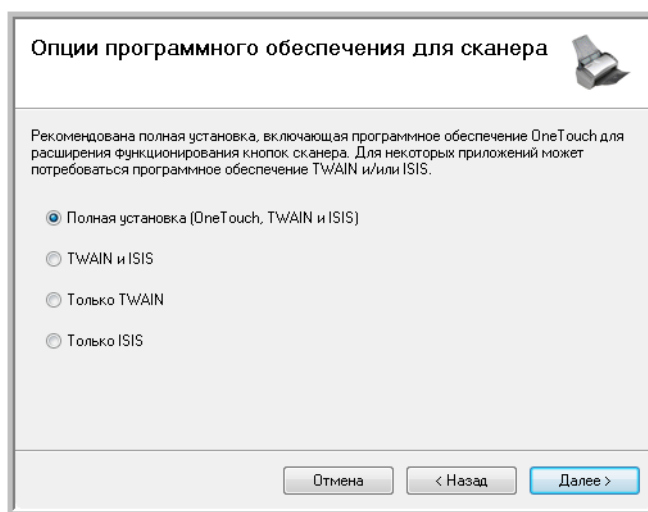 Опции программного обеспечения для сканера
Рекомендована полная установка, включающая программное обеспечение OneTouch для
расширения функционирования кнопок сканера. Для некоторых приложений может
потребоваться программное обеспечение TWAIN и/или ISIS.
Полная установка (OneTouch, TWAIN и ISIS)
TWAIN и ISIS
Только TWAIN
Только ISIS
Отмена
< Назад
Далее >